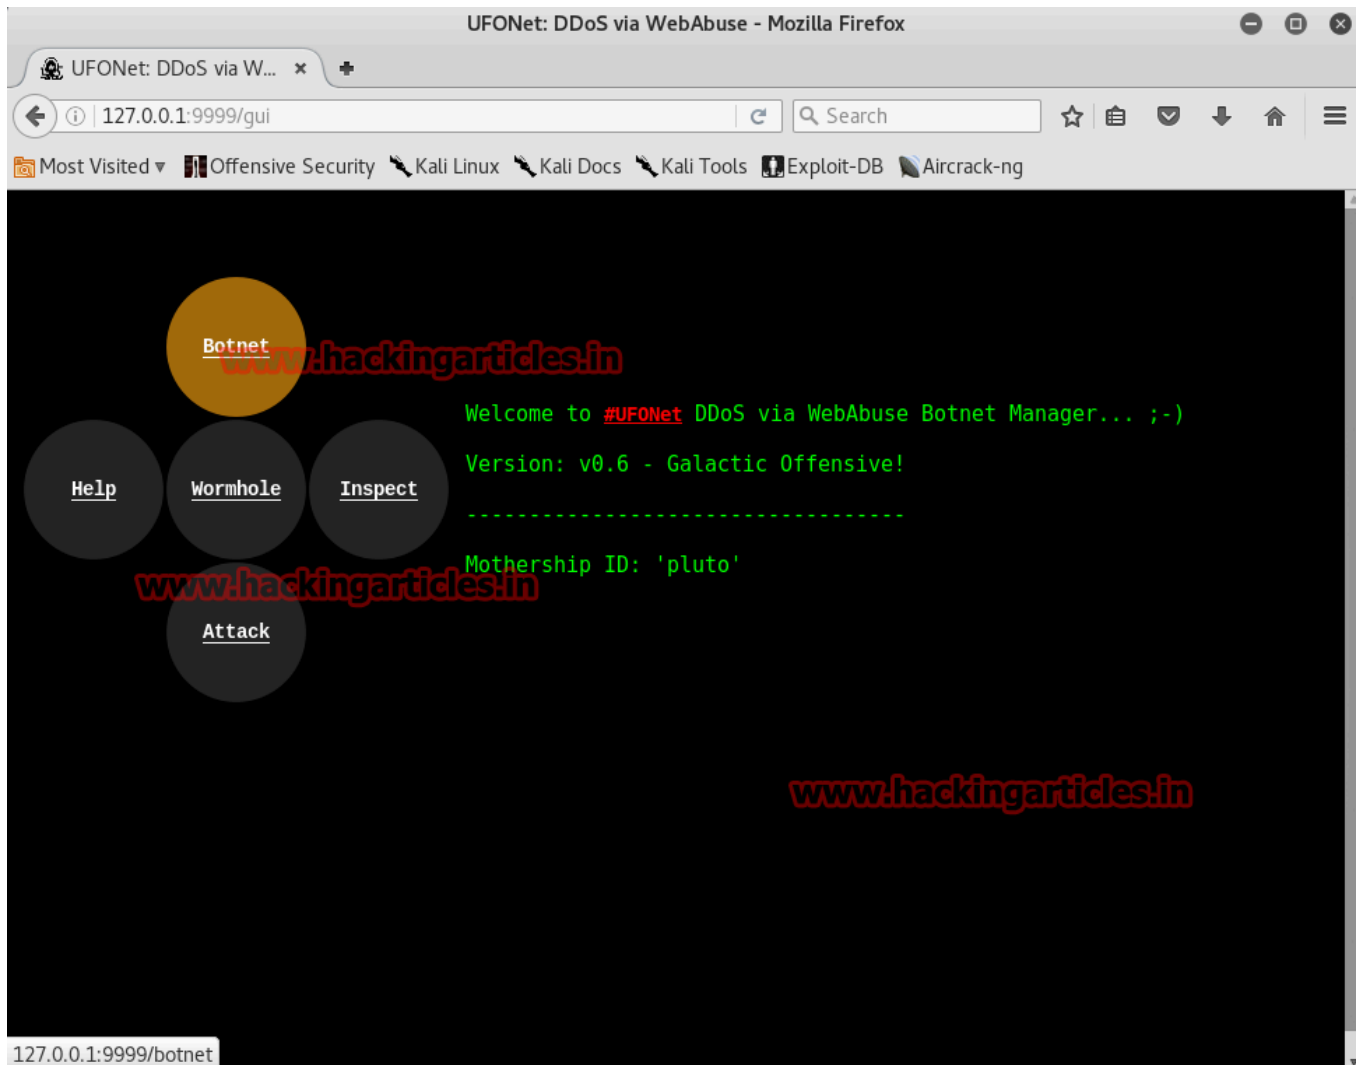 UFONet: DDoS via WebAbuse - Mozilla Firefox
UFONet: DDoS via W...
127.0.0.1:9999/gui
Search
Most Visited
Offensive Security
Kali Linux
Kali Docs
Kali Tools
Exploit-DB
Aircrack-ng
Botnet
www.hackingarticles.in
Welcome to #UFONet DDoS via WebAbuse Botnet Manager... ;-)
Version: v0.6 - Galactic Offensive!
Help
Wormhole
Inspect
-----------------------------------
Mothership ID: 'pluto'
www.hackingarticles.in
Attack
www.hackingarticles.in
127.0.0.1:9999/botnet